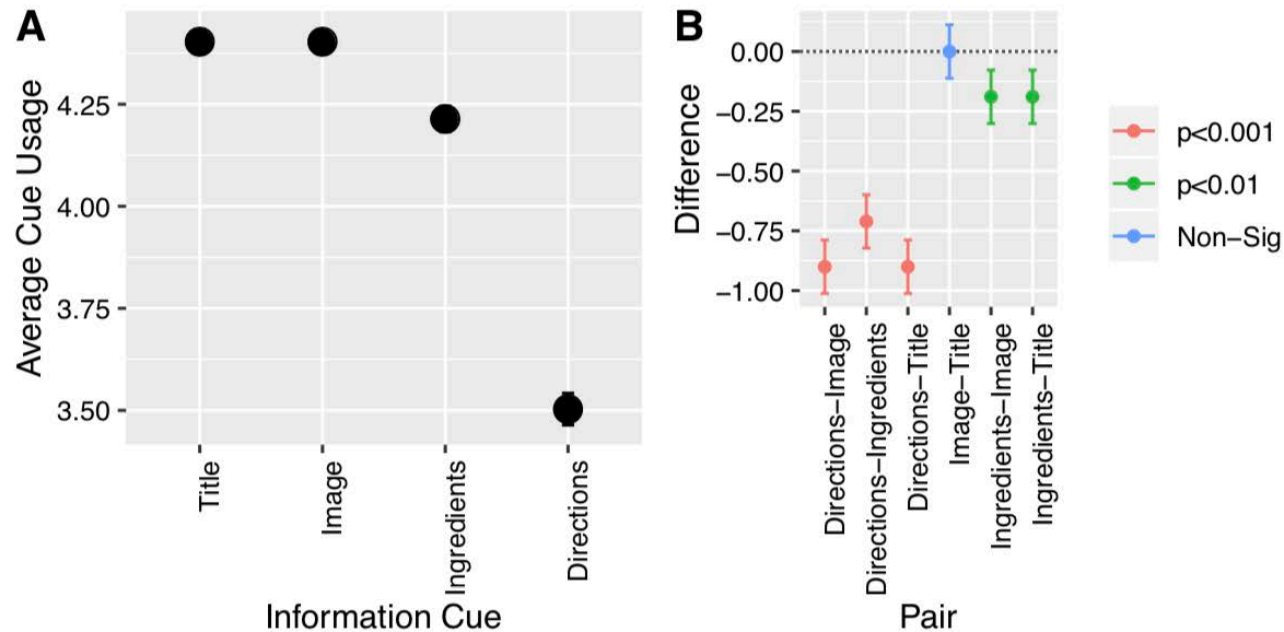 A
Average Cue Usage
4.25
4.00
3.75
3.50
Title
Image
Ingredients
Directions
Information Cue
B
Difference
0.00
−0.25
−0.50
−0.75
−1.00
Directions−Image
Directions−Ingredients
Directions−Title
Image−Title
Ingredients−Image
Ingredients−Title
Pair
p<0.001
p<0.01
Non−Sig